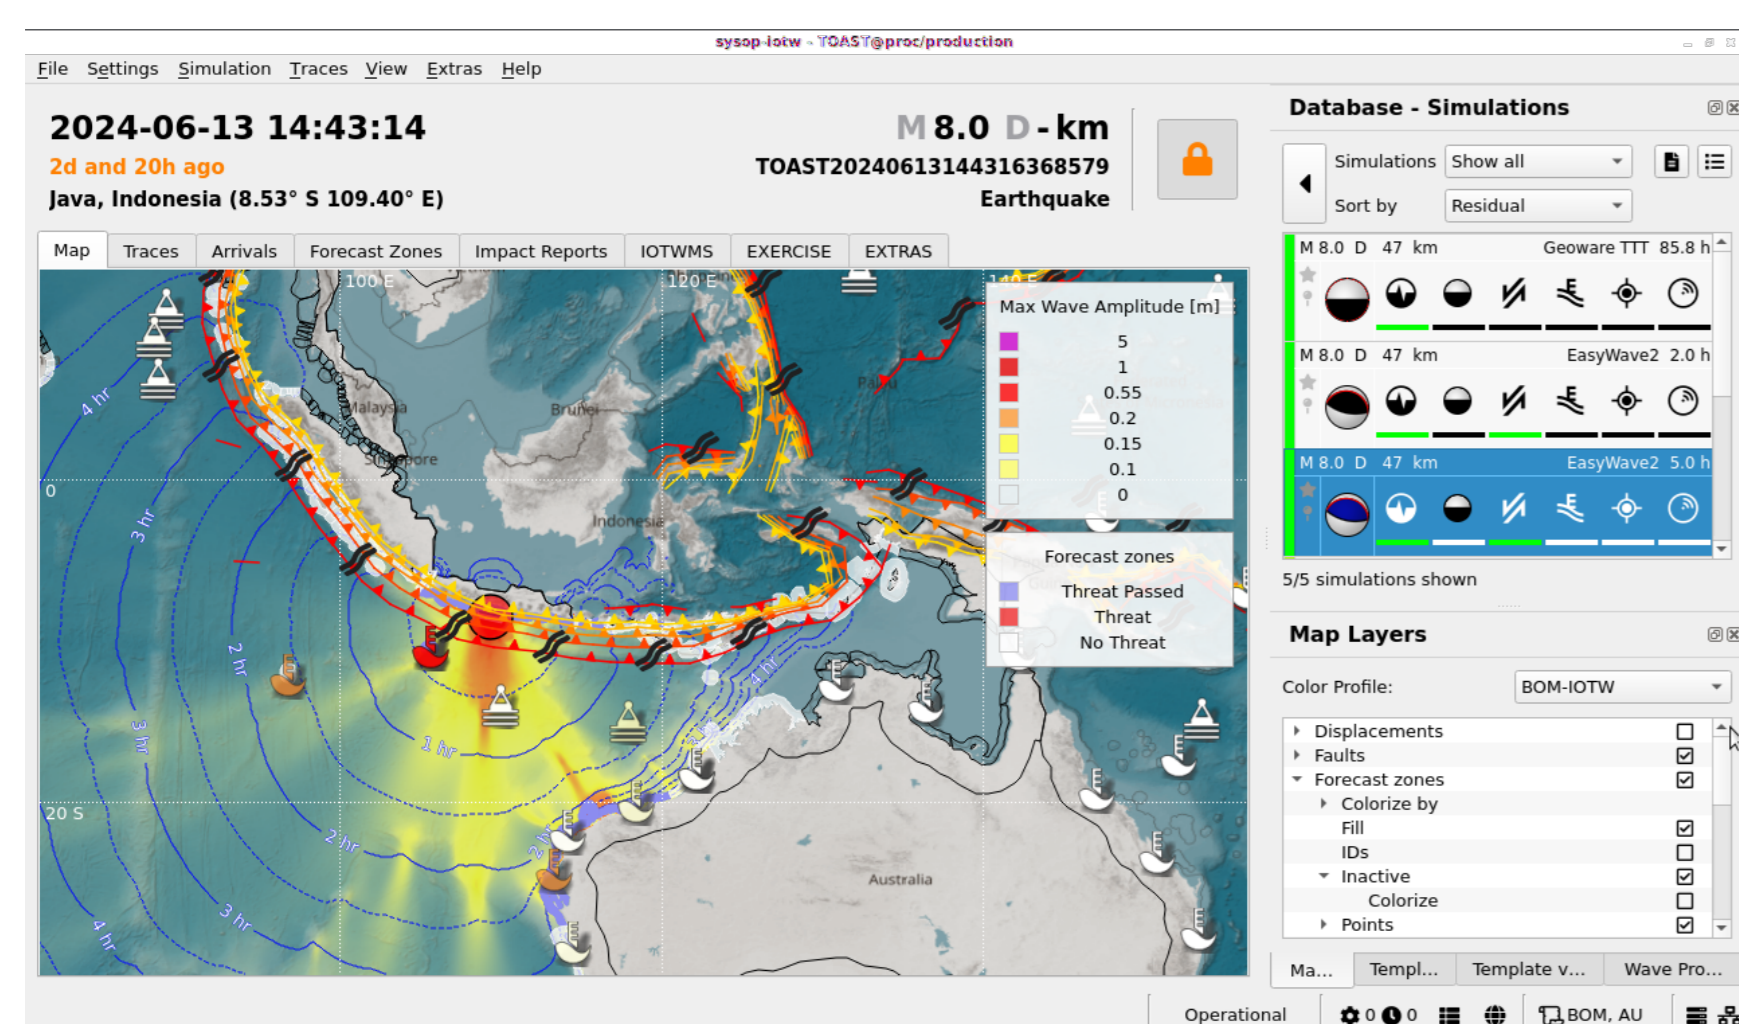 sysop-iotw - TOAST@proc/production
File Settings Simulation Traces View Extras Help
2024-06-13 14:43:14
2d and 20h ago
Java, Indonesia (8.53° S 109.40° E)
M 8.0 D - km
TOAST20240613144316368579
Earthquake
Map Traces Arrivals Forecast Zones Impact Reports IOTWMS EXERCISE EXTRAS
100 E 120 E 140 E
Max Wave Amplitude [m]
5
1
0.55
0.2
0.15
0.1
0
Forecast zones
Threat Passed
Threat
No Threat
4 hr
3 hr
2 hr
3 hr
1 hr
2 hr
3 hr
4 hr
2 hr
4 hr
Malaysia
Brunei
Indonesia
Australia
0
20 S
Database - Simulations
Simulations Show all
Sort by Residual
M 8.0 D 47 km Geoware TTT 85.8 h
M 8.0 D 47 km EasyWave2 2.0 h
M 8.0 D 47 km EasyWave2 5.0 h
5/5 simulations shown
Map Layers
Color Profile: BOM-IOTW
Displacements
Faults
Forecast zones
Colorize by
Fill
IDs
Inactive
Colorize
Points
Ma... Templ... Template v... Wave Pro...
Operational 0 0 BOM, AU